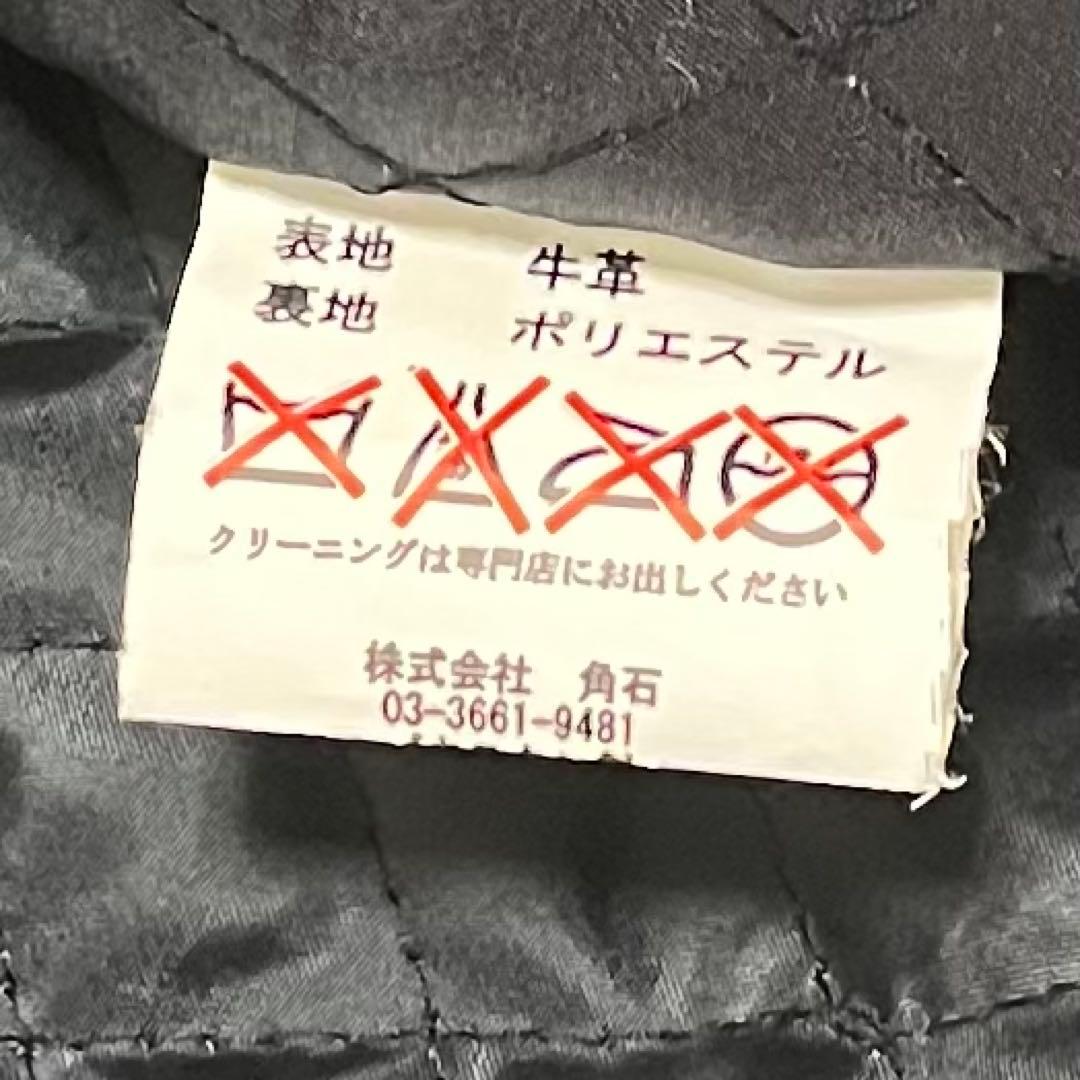 表地 牛革
裏地 ポリエステル
クリーニングは専門店にお出しください
株式会社 角石
03-3661-9481